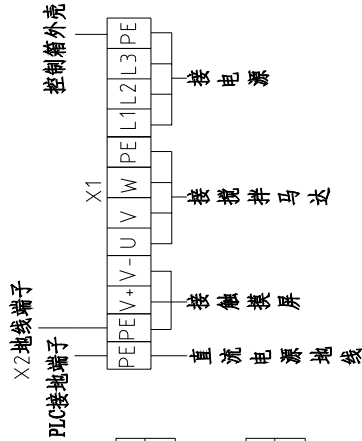 控制箱外壳
X2地线端子
PLC接地端子
X1
PE PE V+ V- U V W PE L1 L2 L3 PE
直流电源地线
接触摸屏
接搅拌马达
接电源